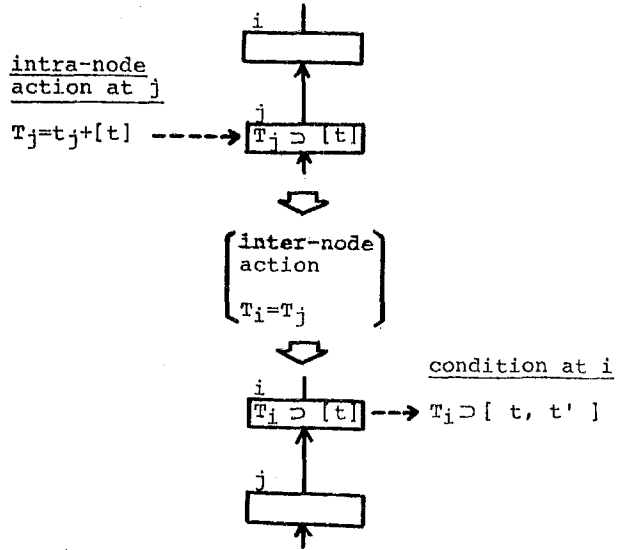 i
intra-node
action at j
j
Tj=tj+[t]
Tj ⊃ [t]
inter-node
action
Ti=Tj
condition at i
i
Ti ⊃ [t]
Ti⊃[ t, t' ]
j